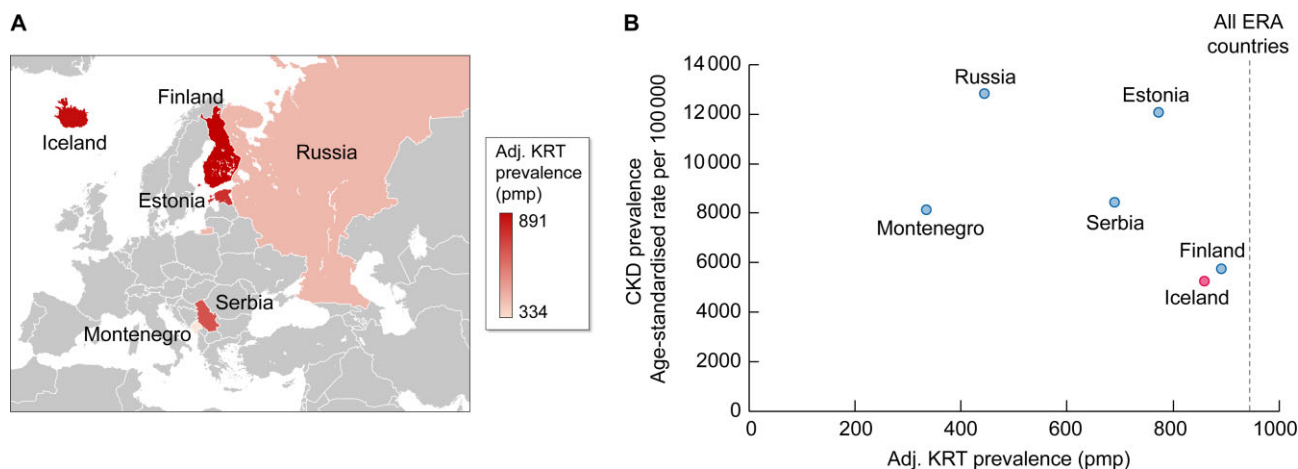 A
Finland
Iceland
Russia
Estonia
Serbia
Montenegro
Adj. KRT
prevalence
(pmp)
891
334
B
All ERA
countries
CKD prevalence
Age-standardised rate per 100 000
14 000
12 000
10 000
8000
6000
4000
2000
0
Russia
Estonia
Montenegro
Serbia
Finland
Iceland
0 200 400 600 800 1000
Adj. KRT prevalence (pmp)